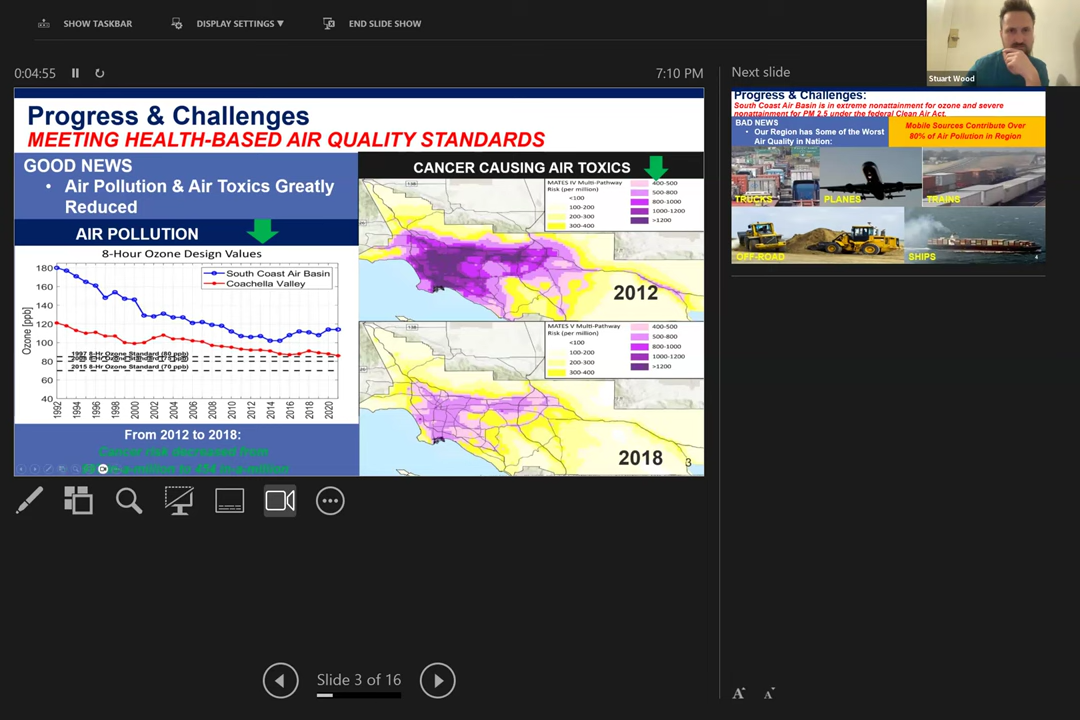 SHOW TASKBAR
DISPLAY SETTINGS ▼
END SLIDE SHOW
0:04:55
7:10 PM
Progress & Challenges
MEETING HEALTH-BASED AIR QUALITY STANDARDS
GOOD NEWS
• Air Pollution & Air Toxics Greatly
Reduced
AIR POLLUTION
8-Hour Ozone Design Values
South Coast Air Basin
Coachella Valley
Ozone [ppb]
180
160
140
120
100
80
60
40
1997 8-Hr Ozone Standard (80 ppb)
2015 8-Hr Ozone Standard (70 ppb)
1992
1994
1996
1998
2000
2002
2004
2006
2008
2010
2012
2014
2016
2018
2020
From 2012 to 2018:
Cancer risk decreased from
CANCER CAUSING AIR TOXICS
MATES IV Multi-Pathway
Risk (per million)
<100
100-200
200-300
300-400
400-500
500-800
800-1000
1000-1200
>1200
2012
MATES V Multi-Pathway
Risk (per million)
<100
100-200
200-300
300-400
400-500
500-800
800-1000
1000-1200
>1200
2018
3
Slide 3 of 16
Next slide
Stuart Wood
Progress & Challenges:
South Coast Air Basin is in extreme nonattainment for ozone and severe
nonattainment for PM 2.5 under the federal Clean Air Act.
BAD NEWS
• Our Region has Some of the Worst
Air Quality in Nation:
Mobile Sources Contribute Over
80% of Air Pollution in Region
TRUCKS
PLANES
TRAINS
OFF-ROAD
SHIPS
4
A
A